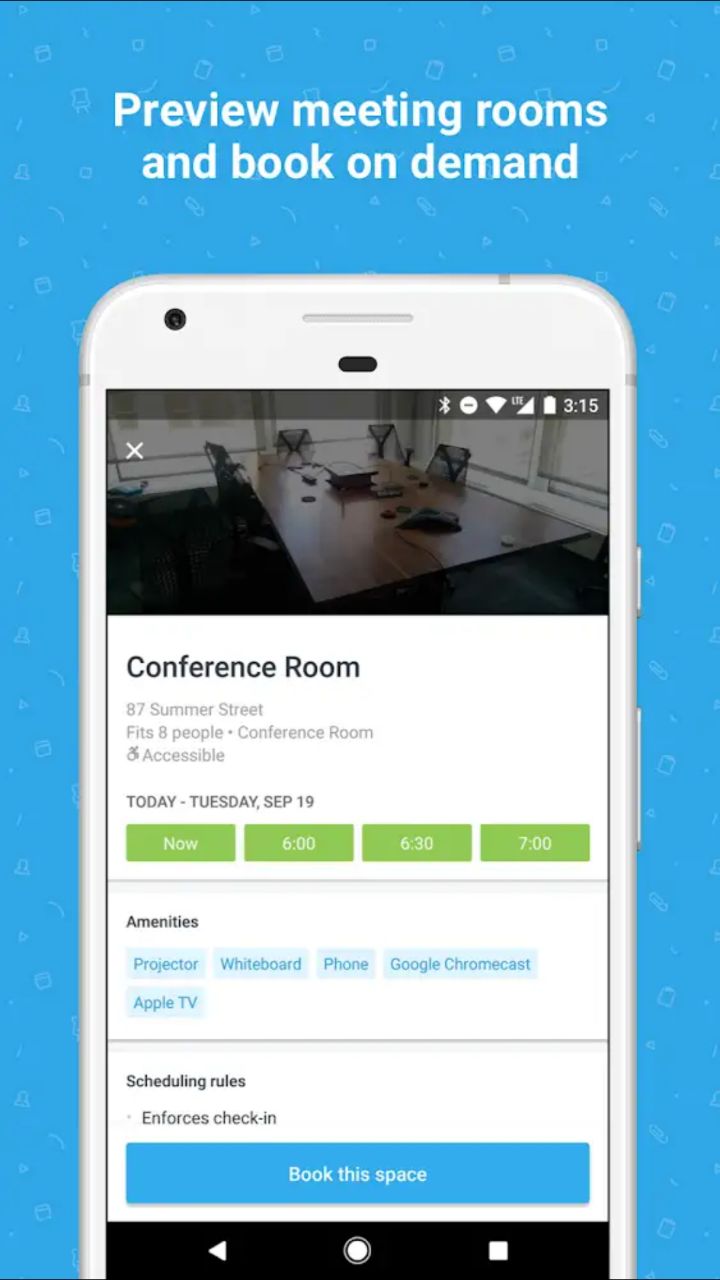 Preview meeting rooms
and book on demand
LTE 3:15
Conference Room
87 Summer Street
Fits 8 people • Conference Room
Accessible
TODAY - TUESDAY, SEP 19
Now 6:00 6:30 7:00
Amenities
Projector Whiteboard Phone Google Chromecast
Apple TV
Scheduling rules
• Enforces check-in
Book this space